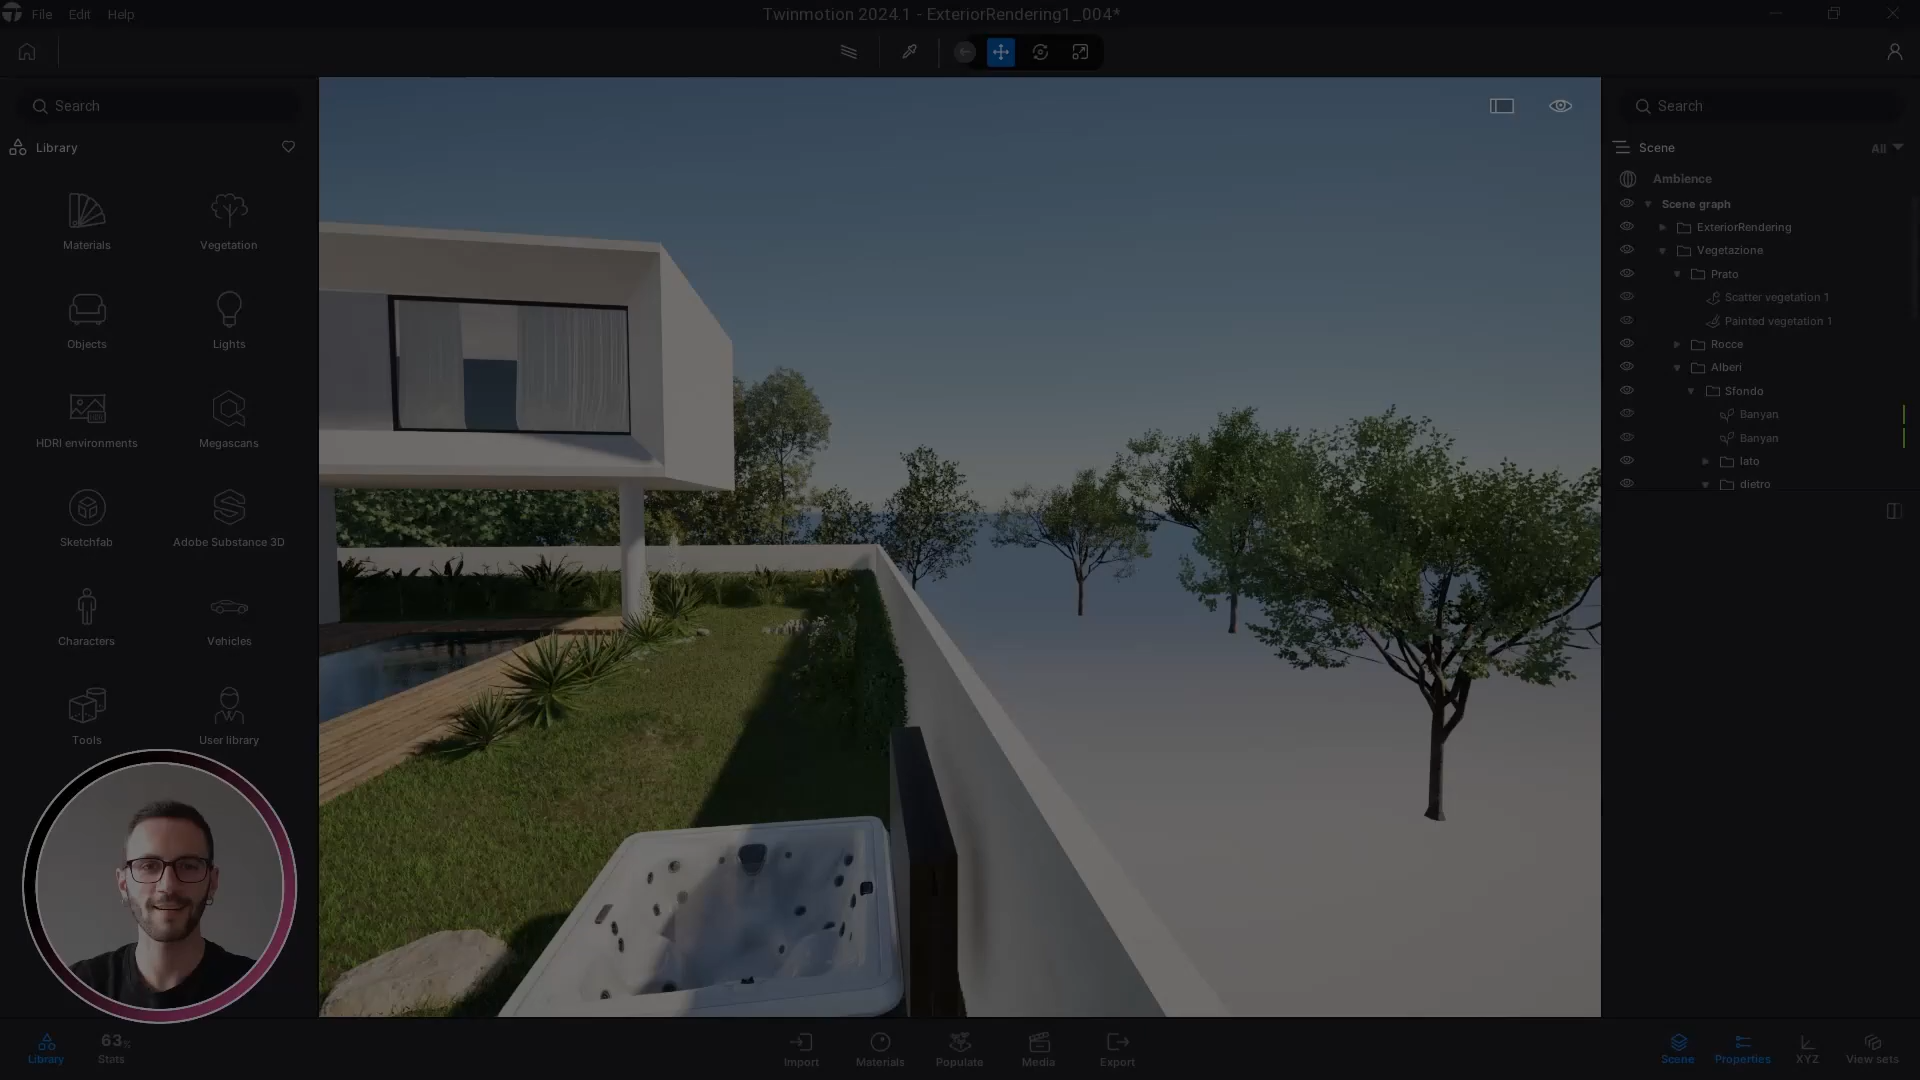 File Edit Help
Twinmotion 2024.1 - ExteriorRendering1_004*
Search
Library
Materials
Vegetation
Objects
Lights
HDRI environments
Megascans
Sketchfab
Adobe Substance 3D
Characters
Vehicles
Tools
User library
Search
Scene
All
Ambience
Scene graph
ExteriorRendering
Vegetazione
Prato
Scatter vegetation 1
Painted vegetation 1
Rocce
Alberi
Sfondo
Banyan
Banyan
lato
dietro
Library
63%
Stats
Import
Materials
Populate
Media
Export
Scene
Properties
XYZ
View sets